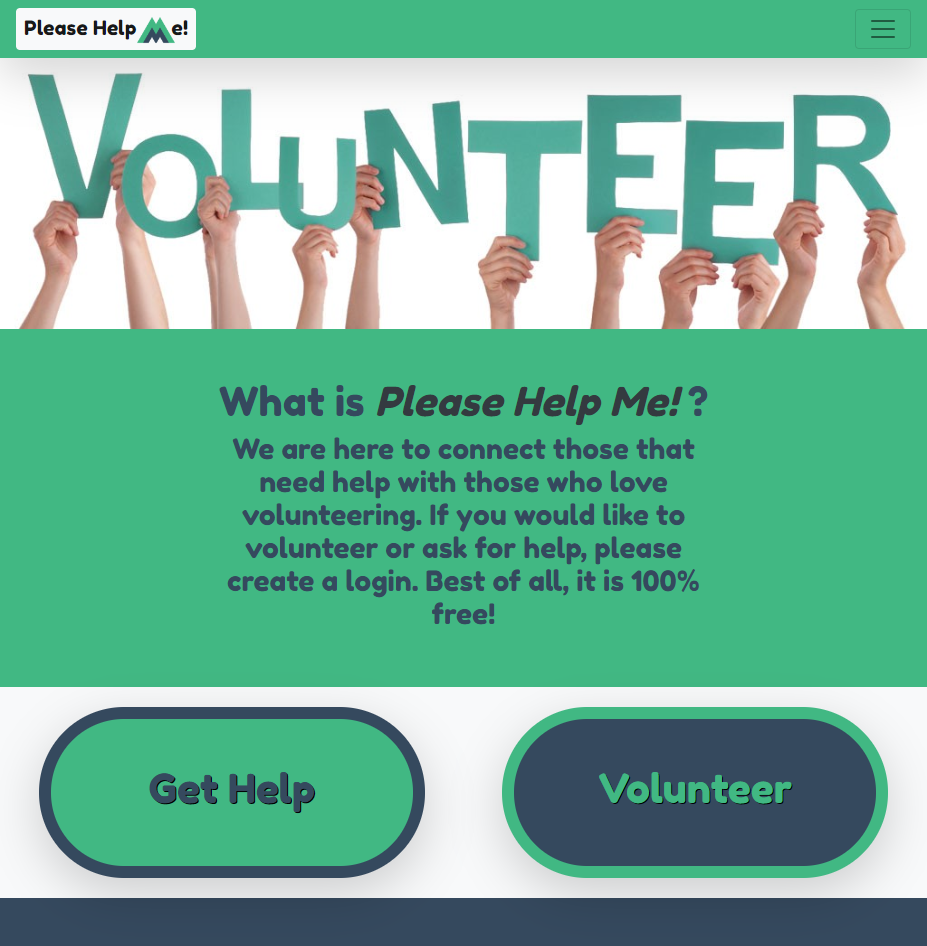 Please Help Me!
VOLUNTEER
What is Please Help Me! ?
We are here to connect those that
need help with those who love
volunteering. If you would like to
volunteer or ask for help, please
create a login. Best of all, it is 100%
free!
Get Help
Volunteer